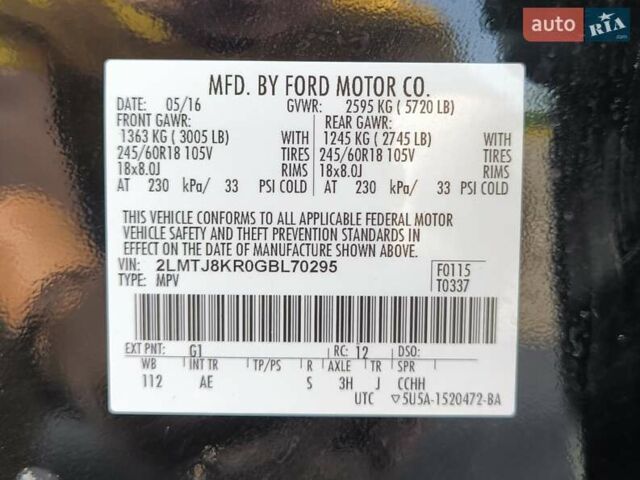 auto RIA .com
MFD. BY FORD MOTOR CO.
DATE: 05/16 GVWR: 2595 KG ( 5720 LB)
FRONT GAWR: REAR GAWR:
1363 KG ( 3005 LB) WITH 1245 KG ( 2745 LB) WITH
245/60R18 105V TIRES 245/60R18 105V TIRES
18x8.0J RIMS 18x8.0J RIMS
AT 230 kPa/ 33 PSI COLD AT 230 kPa/ 33 PSI COLD
THIS VEHICLE CONFORMS TO ALL APPLICABLE FEDERAL MOTOR
VEHICLE SAFETY AND THEFT PREVENTION STANDARDS IN
EFFECT ON THE DATE OF MANUFACTURE SHOWN ABOVE.
VIN: 2LMTJ8KR0GBL70295 F0115
TYPE: MPV T0337
EXT PNT: G1 RC: 12 DSO:
WB INT TR TP/PS R AXLE TR SPR
112 AE S 3H J CCHH
UTC ▽5U5A-1520472-BA